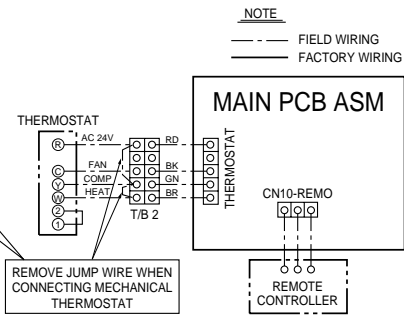 NOTE
FIELD WIRING
FACTORY WIRING
MAIN PCB ASM
THERMOSTAT
R
AC 24V
RD
C
FAN
BK
Y
COMP
GN
W
HEAT
BR
2
1
T/B 2
THERMOSTAT
CN10-REMO
REMOVE JUMP WIRE WHEN
CONNECTING MECHANICAL
THERMOSTAT
REMOTE
CONTROLLER